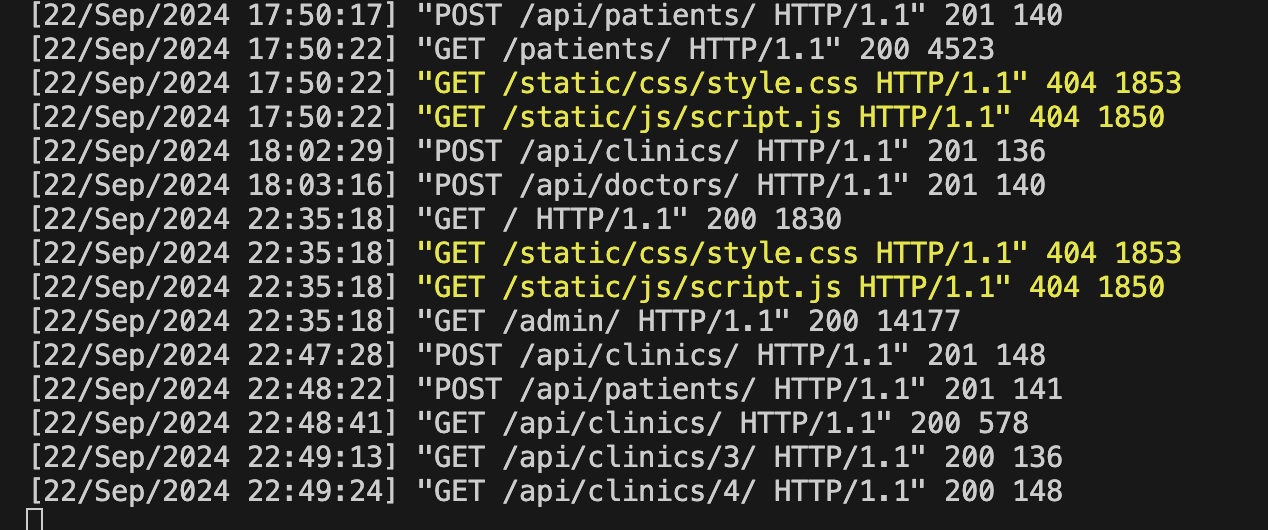 [22/Sep/2024 17:50:17] "POST /api/patients/ HTTP/1.1" 201 140
[22/Sep/2024 17:50:22] "GET /patients/ HTTP/1.1" 200 4523
[22/Sep/2024 17:50:22] "GET /static/css/style.css HTTP/1.1" 404 1853
[22/Sep/2024 17:50:22] "GET /static/js/script.js HTTP/1.1" 404 1850
[22/Sep/2024 18:02:29] "POST /api/clinics/ HTTP/1.1" 201 136
[22/Sep/2024 18:03:16] "POST /api/doctors/ HTTP/1.1" 201 140
[22/Sep/2024 22:35:18] "GET / HTTP/1.1" 200 1830
[22/Sep/2024 22:35:18] "GET /static/css/style.css HTTP/1.1" 404 1853
[22/Sep/2024 22:35:18] "GET /static/js/script.js HTTP/1.1" 404 1850
[22/Sep/2024 22:35:18] "GET /admin/ HTTP/1.1" 200 14177
[22/Sep/2024 22:47:28] "POST /api/clinics/ HTTP/1.1" 201 148
[22/Sep/2024 22:48:22] "POST /api/patients/ HTTP/1.1" 201 141
[22/Sep/2024 22:48:41] "GET /api/clinics/ HTTP/1.1" 200 578
[22/Sep/2024 22:49:13] "GET /api/clinics/3/ HTTP/1.1" 200 136
[22/Sep/2024 22:49:24] "GET /api/clinics/4/ HTTP/1.1" 200 148